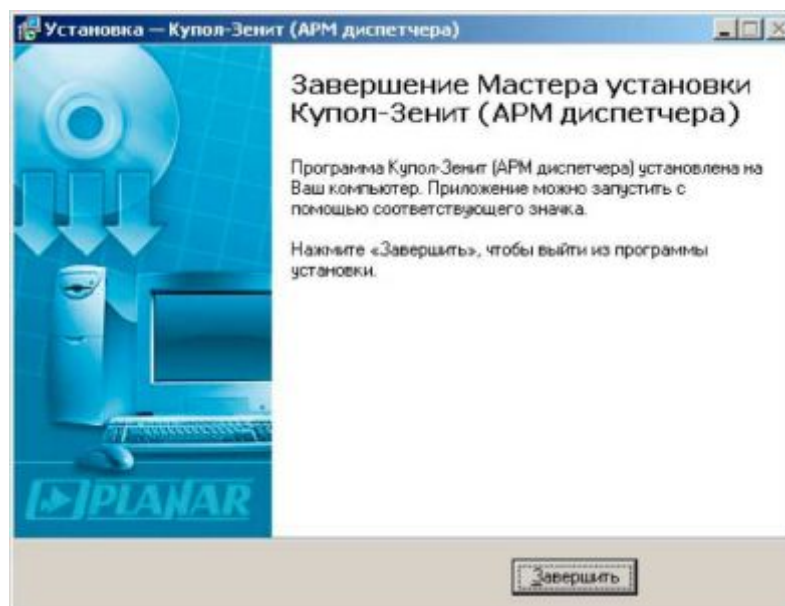 Установка — Купол-Зенит (АРМ диспетчера)
Завершение Мастера установки
Купол-Зенит (АРМ диспетчера)
Программа Купол-Зенит (АРМ диспетчера) установлена на
Ваш компьютер. Приложение можно запустить с
помощью соответствующего значка.
Нажмите «Завершить», чтобы выйти из программы
установки.
PLANAR
Завершить